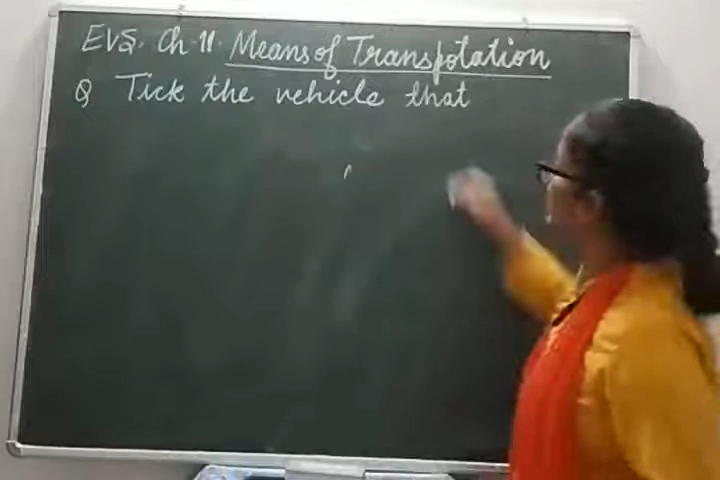 EVS. Ch-11. Means of Transpotation
Q Tick the vehicle that